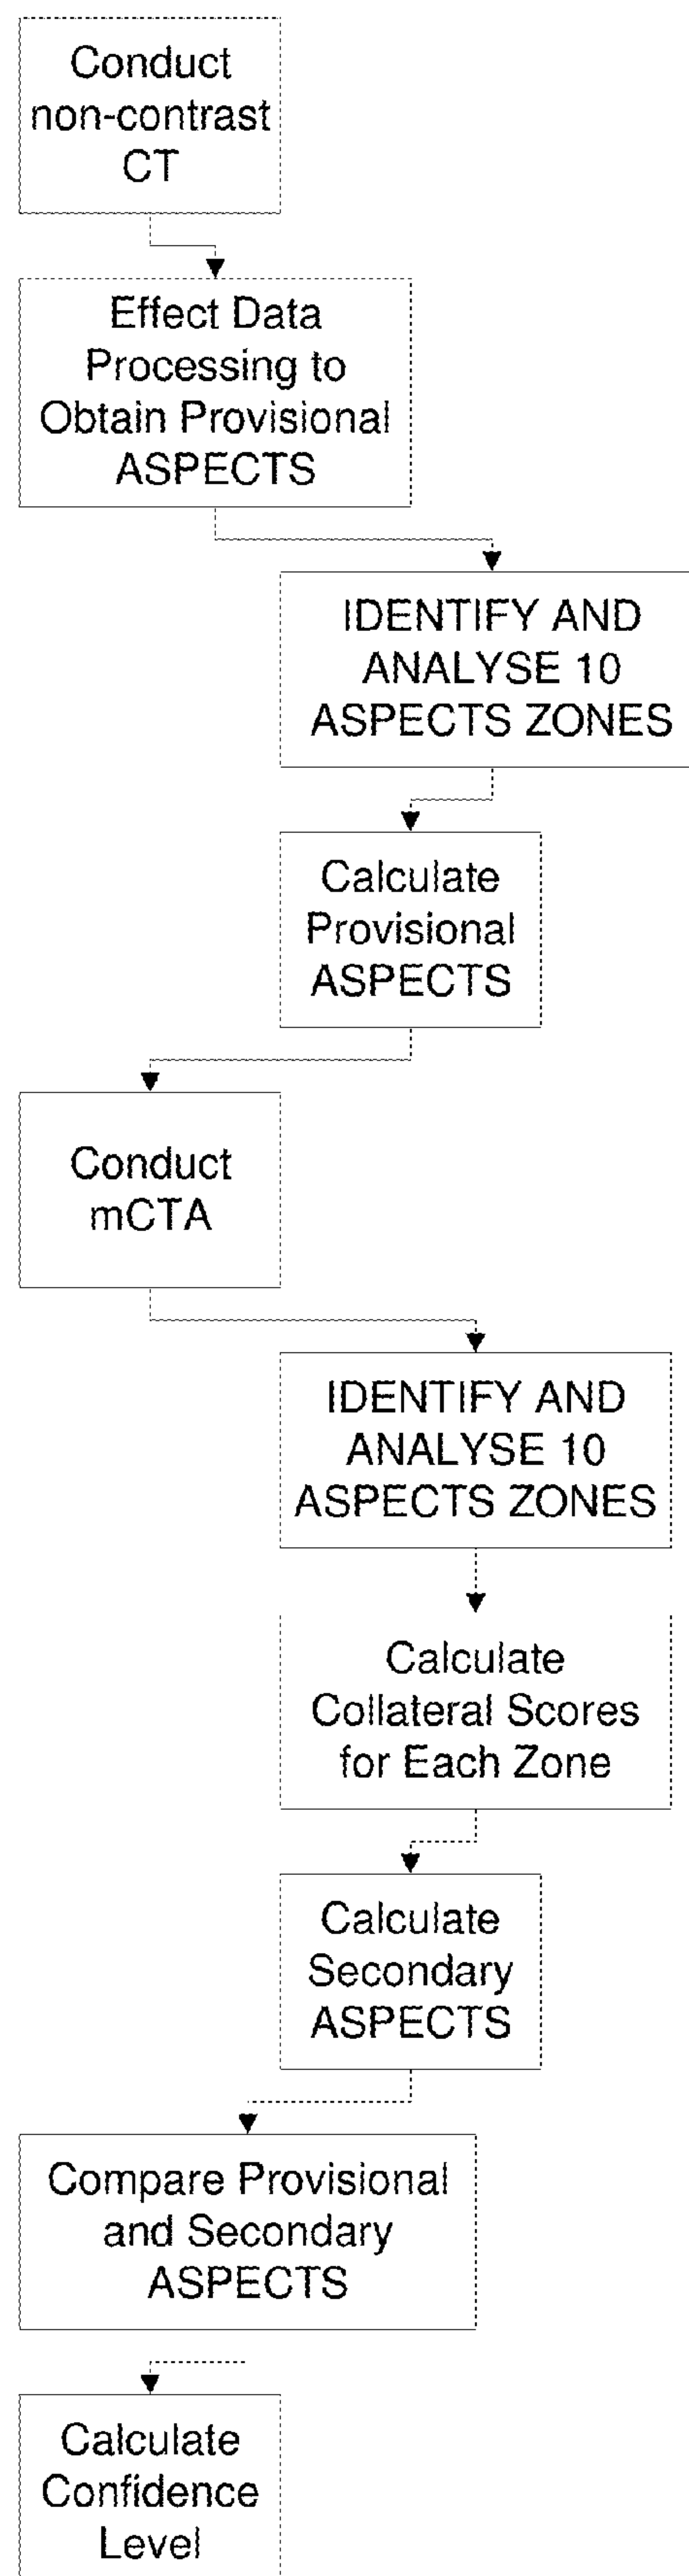 Conduct
non-contrast
CT
Effect Data
Processing to
Obtain Provisional
ASPECTS
IDENTIFY AND
ANALYSE 10
ASPECTS ZONES
Calculate
Provisional
ASPECTS
Conduct
mCTA
IDENTIFY AND
ANALYSE 10
ASPECTS ZONES
Calculate
Collateral Scores
for Each Zone
Calculate
Secondary
ASPECTS
Compare Provisional
and Secondary
ASPECTS
Calculate
Confidence
Level